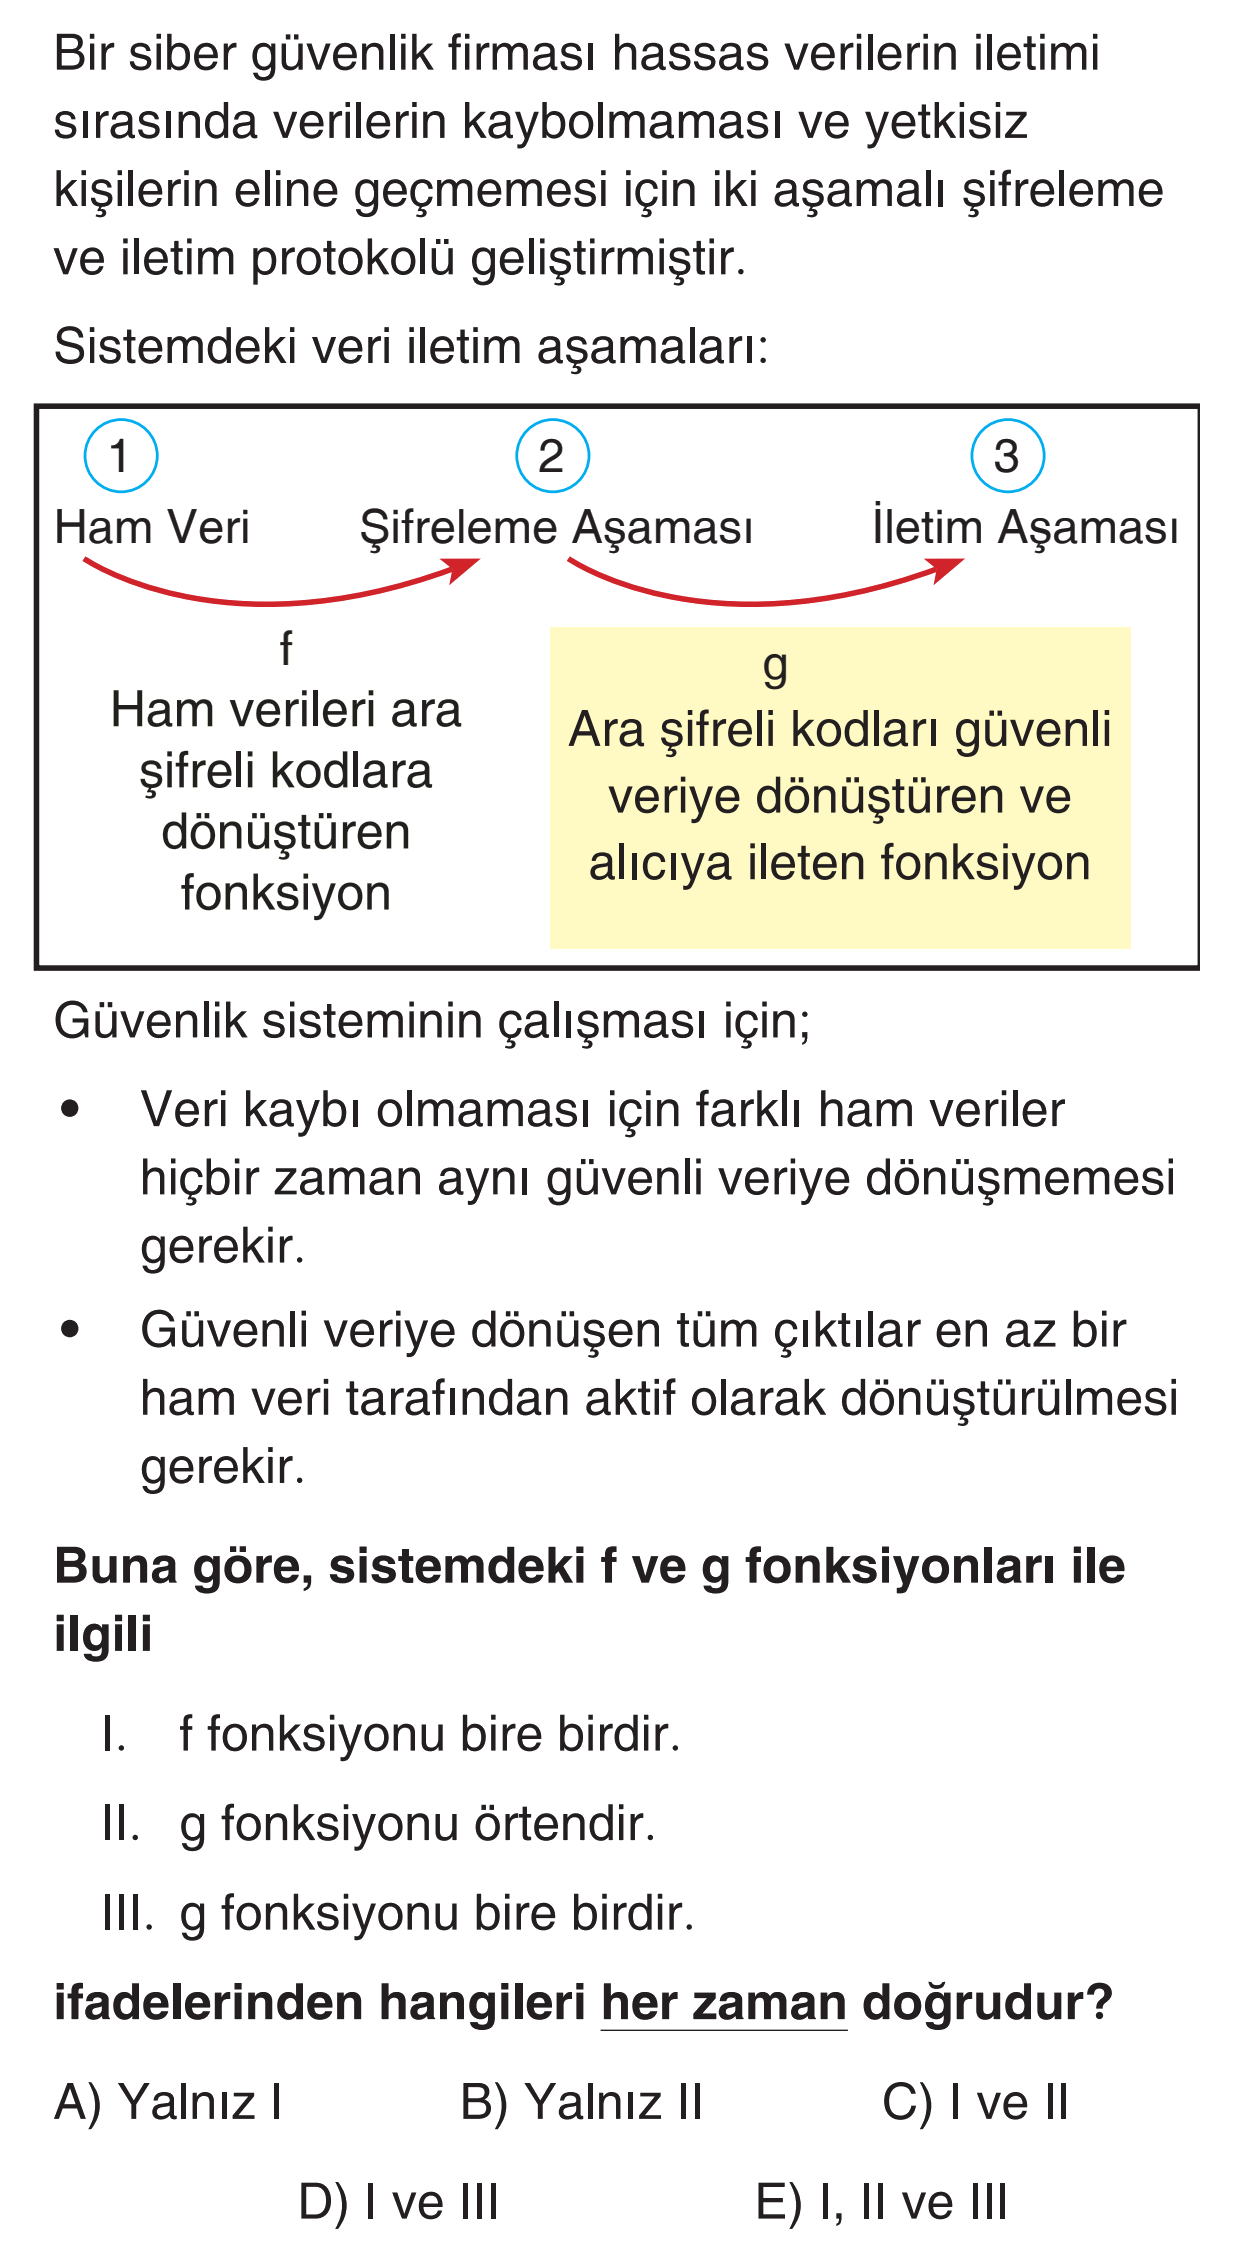 Bir siber güvenlik firması hassas verilerin iletimi
sırasında verilerin kaybolmaması ve yetkisiz
kişilerin eline geçmemesi için iki aşamalı şifreleme
ve iletim protokolü geliştirmiştir.
Sistemdeki veri iletim aşamaları:
1 2 3
Ham Veri Şifreleme Aşaması İletim Aşaması
f
Ham verileri ara
şifreli kodlara
dönüştüren
fonksiyon
g
Ara şifreli kodları güvenli
veriye dönüştüren ve
alıcıya ileten fonksiyon
Güvenlik sisteminin çalışması için;
• Veri kaybı olmaması için farklı ham veriler
hiçbir zaman aynı güvenli veriye dönüşmemesi
gerekir.
• Güvenli veriye dönüşen tüm çıktılar en az bir
ham veri tarafından aktif olarak dönüştürülmesi
gerekir.
Buna göre, sistemdeki f ve g fonksiyonları ile
ilgili
I. f fonksiyonu bire birdir.
II. g fonksiyonu örtendir.
III. g fonksiyonu bire birdir.
ifadelerinden hangileri her zaman doğrudur?
A) Yalnız I B) Yalnız II C) I ve II
D) I ve III E) I, II ve III